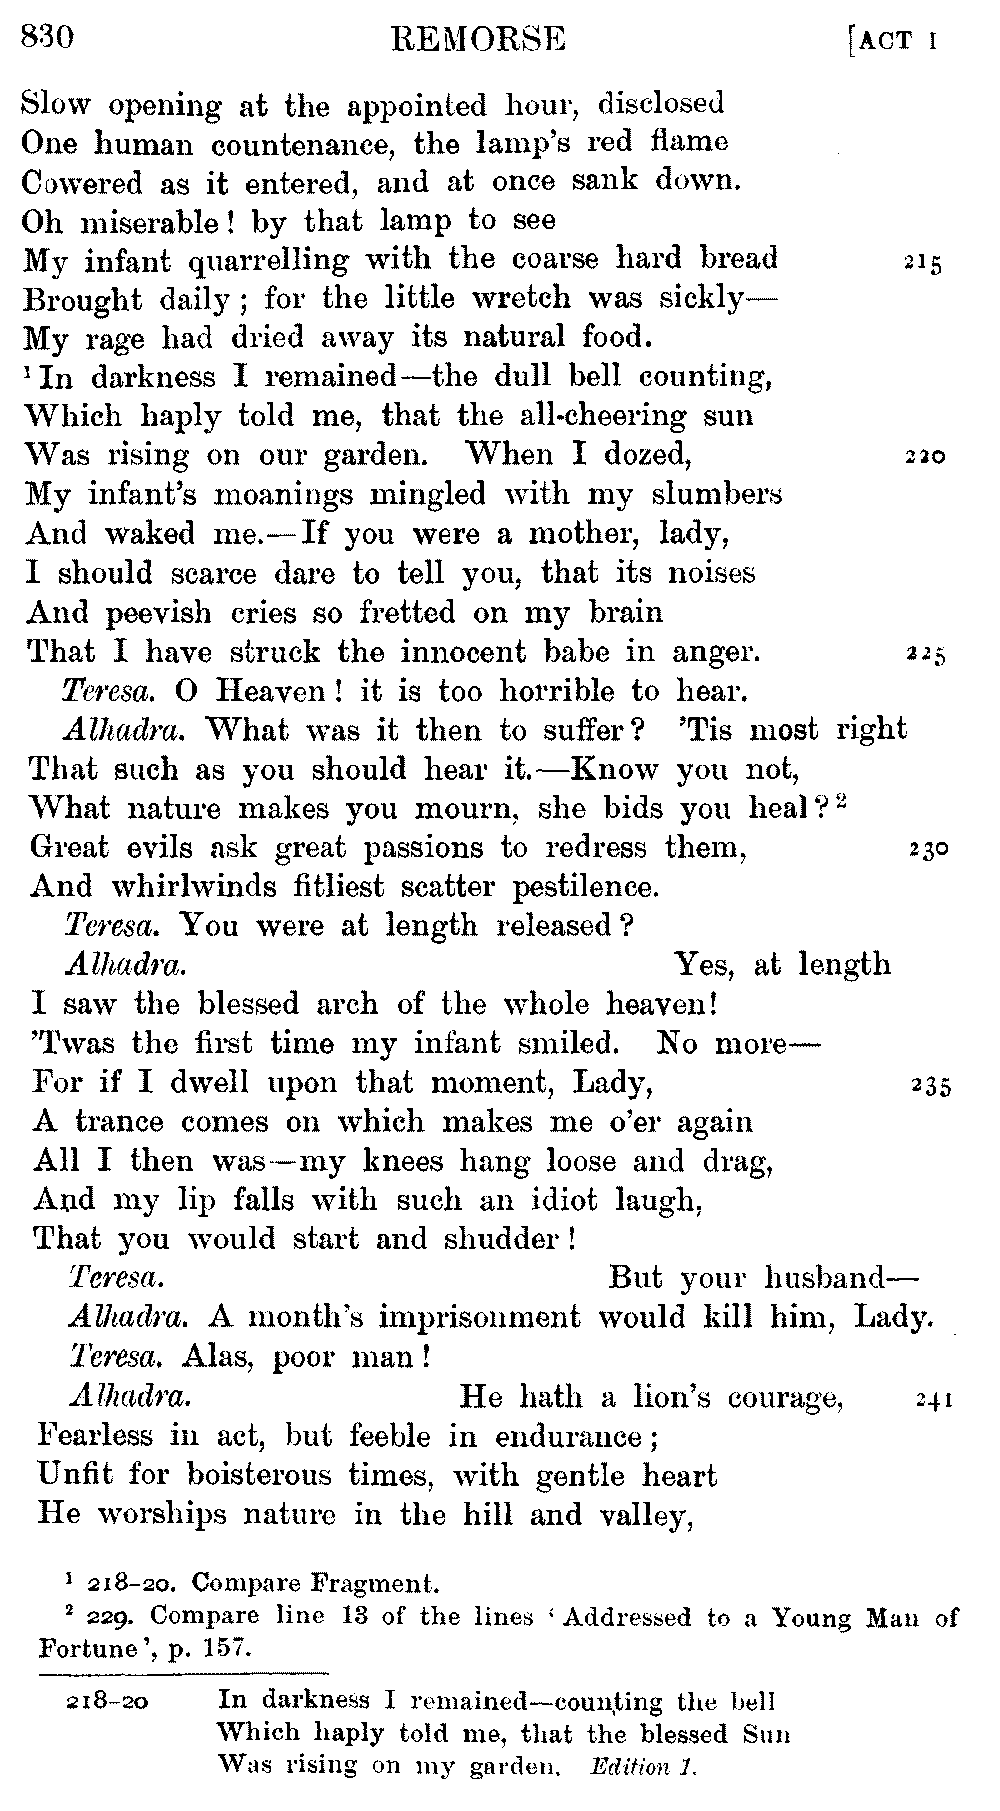 830 REMORSE [ACT I
Slow opening at the appointed hour, disclosed
One human countenance, the lamp's red flame
Cowered as it entered, and at once sank down.
Oh miserable! by that lamp to see
My infant quarrelling with the coarse hard bread 215
Brought daily; for the little wretch was sickly—
My rage had dried away its natural food.
¹ In darkness I remained—the dull bell counting,
Which haply told me, that the all-cheering sun
Was rising on our garden. When I dozed, 220
My infant's moanings mingled with my slumbers
And waked me.—If you were a mother, lady,
I should scarce dare to tell you, that its noises
And peevish cries so fretted on my brain
That I have struck the innocent babe in anger. 225
Teresa. O Heaven! it is too horrible to hear.
Alhadra. What was it then to suffer? 'Tis most right
That such as you should hear it.—Know you not,
What nature makes you mourn, she bids you heal?²
Great evils ask great passions to redress them, 230
And whirlwinds fitliest scatter pestilence.
Teresa. You were at length released?
Alhadra. Yes, at length
I saw the blessed arch of the whole heaven!
'Twas the first time my infant smiled. No more—
For if I dwell upon that moment, Lady, 235
A trance comes on which makes me o'er again
All I then was—my knees hang loose and drag,
And my lip falls with such an idiot laugh,
That you would start and shudder!
Teresa. But your husband—
Alhadra. A month's imprisonment would kill him, Lady.
Teresa. Alas, poor man!
Alhadra. He hath a lion's courage, 241
Fearless in act, but feeble in endurance;
Unfit for boisterous times, with gentle heart
He worships nature in the hill and valley,
¹ 218-20. Compare Fragment.
² 229. Compare line 13 of the lines 'Addressed to a Young Man of
Fortune', p. 157.
218-20 In darkness I remained—counting the bell
Which haply told me, that the blessed Sun
Was rising on my garden. Edition 1.